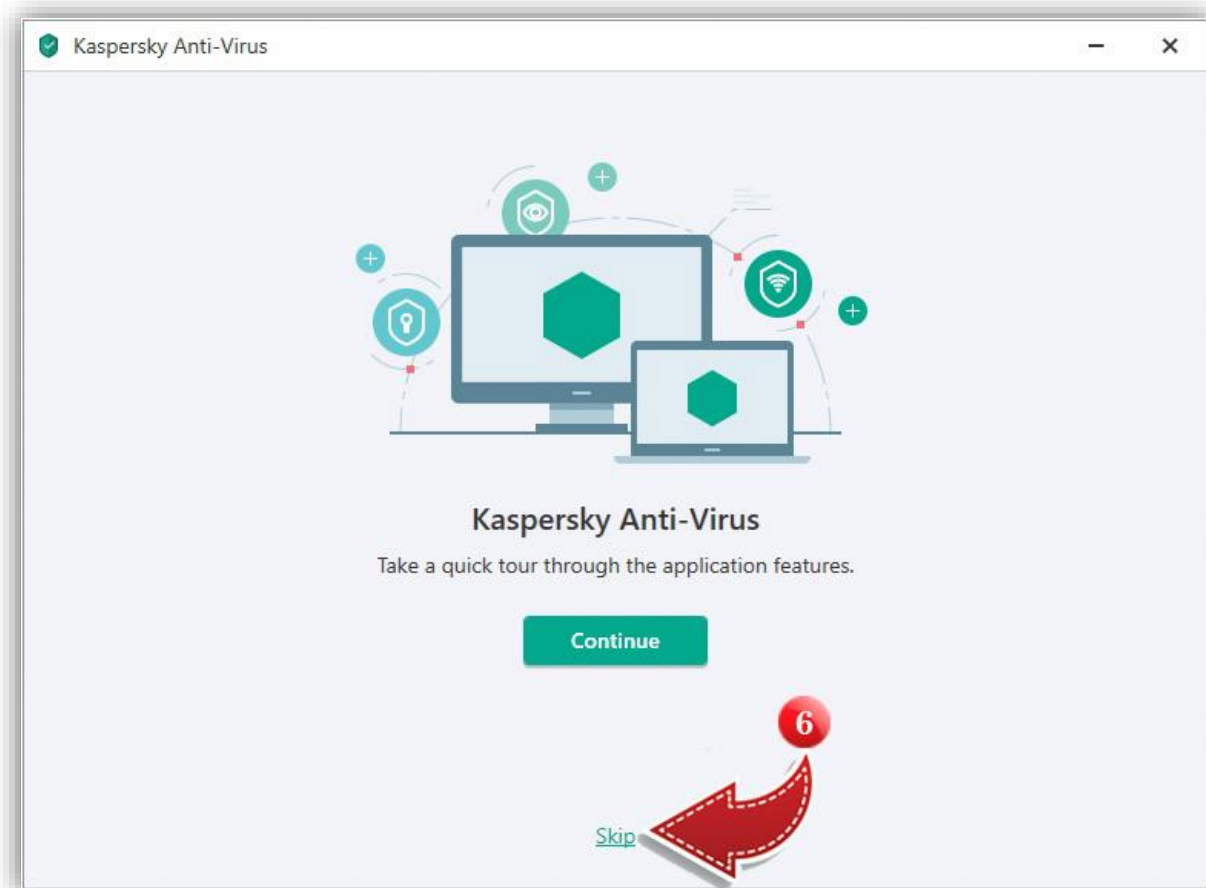 Kaspersky Anti-Virus
Kaspersky Anti-Virus
Take a quick tour through the application features.
Continue
6
Skip